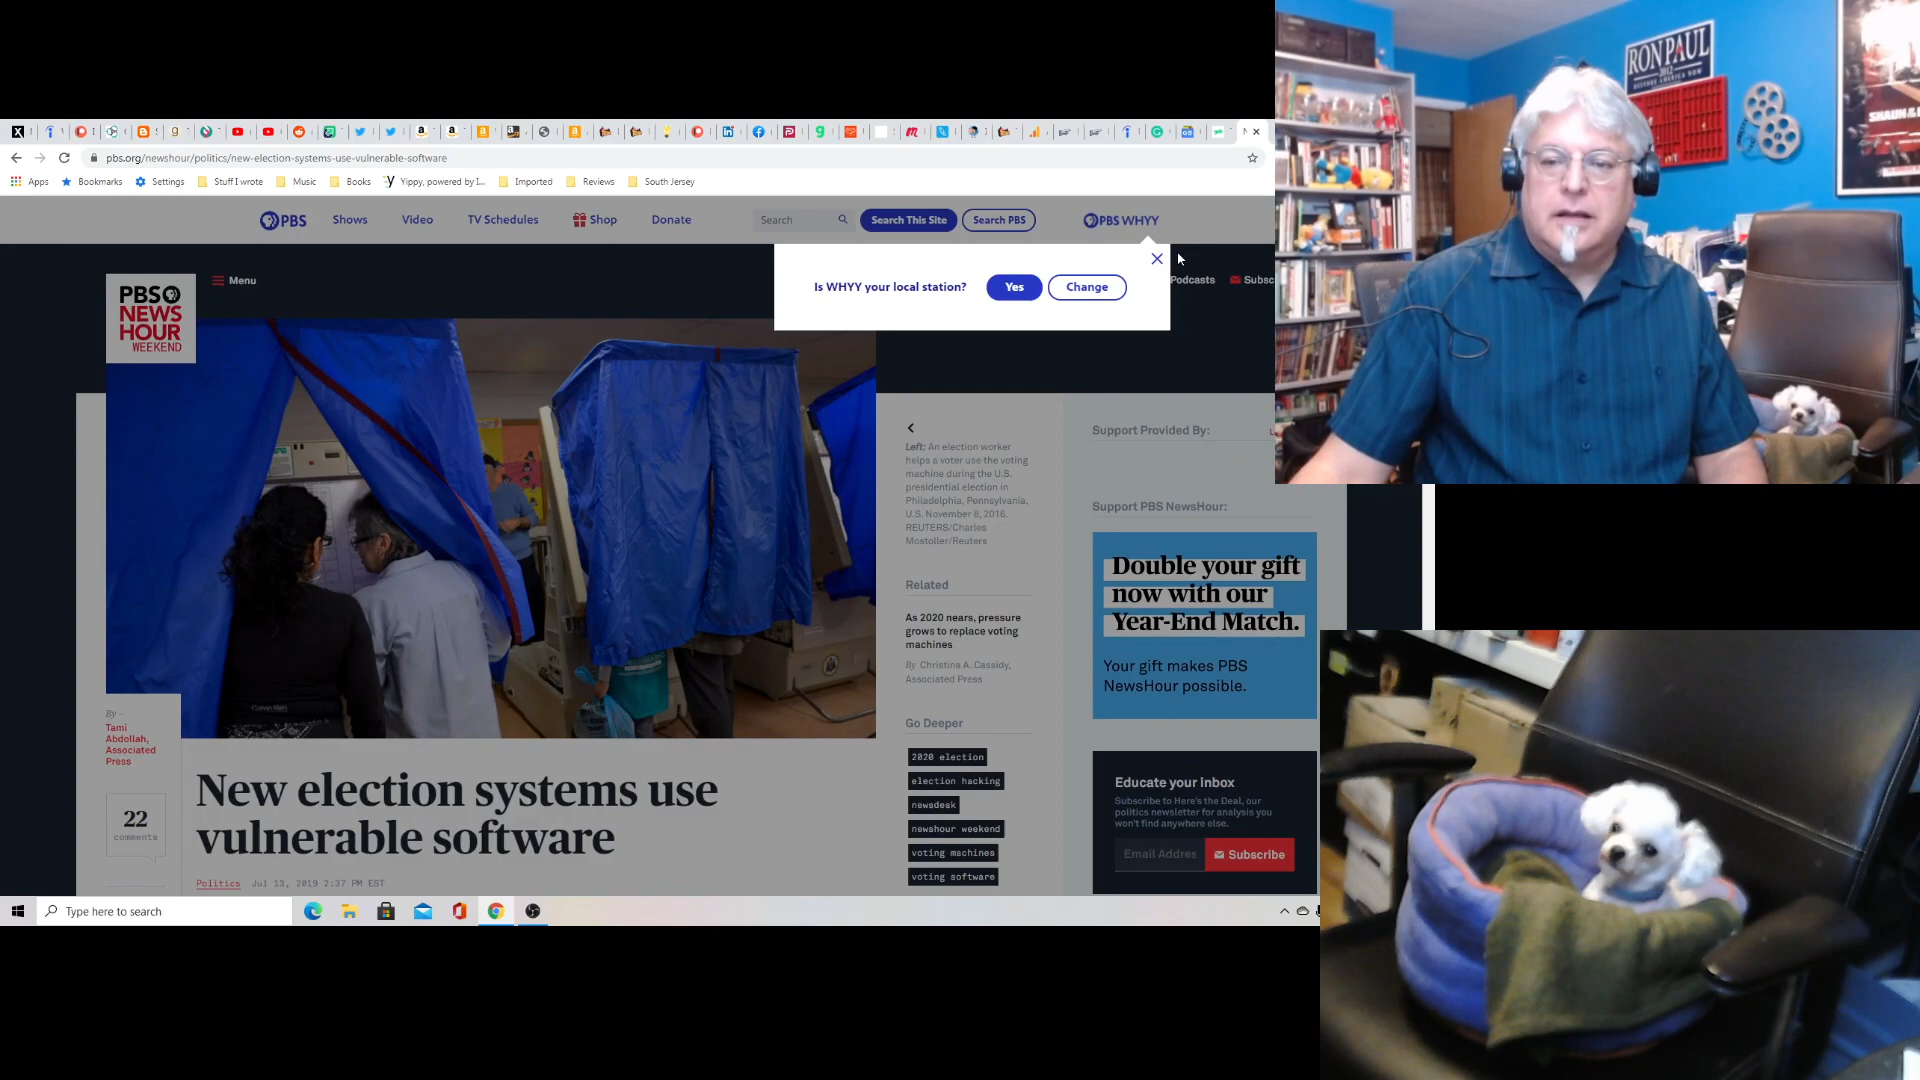 pbs.org/newshour/politics/new-election-systems-use-vulnerable-software
Apps
Bookmarks
Settings
Stuff I wrote
Music
Books
Yippy, powered by I...
Imported
Reviews
South Jersey
PBS
Shows
Video
TV Schedules
Shop
Donate
Search
Search This Site
Search PBS
PBS WHYY
Is WHYY your local station?
Yes
Change
PBS
NEWS
HOUR
WEEKEND
Menu
Podcasts
Subsc
Left: An election worker
helps a voter use the voting
machine during the U.S.
presidential election in
Philadelphia, Pennsylvania,
U.S. November 8, 2016.
REUTERS/Charles
Mostoller/Reuters
Related
As 2020 nears, pressure
grows to replace voting
machines
By Christina A. Cassidy,
Associated Press
Go Deeper
2020 election
election hacking
newsdesk
newshour weekend
voting machines
voting software
Support Provided By:
Support PBS NewsHour:
Double your gift
now with our
Year-End Match.
Your gift makes PBS
NewsHour possible.
Educate your inbox
Subscribe to Here's the Deal, our
politics newsletter for analysis you
won't find anywhere else.
Email Addres
Subscribe
By —
Tami
Abdollah,
Associated
Press
22
comments
New election systems use
vulnerable software
Politics Jul 13, 2019 2:37 PM EST
Type here to search
RON PAUL
2012
RESTORE AMERICA NOW
SHAUN